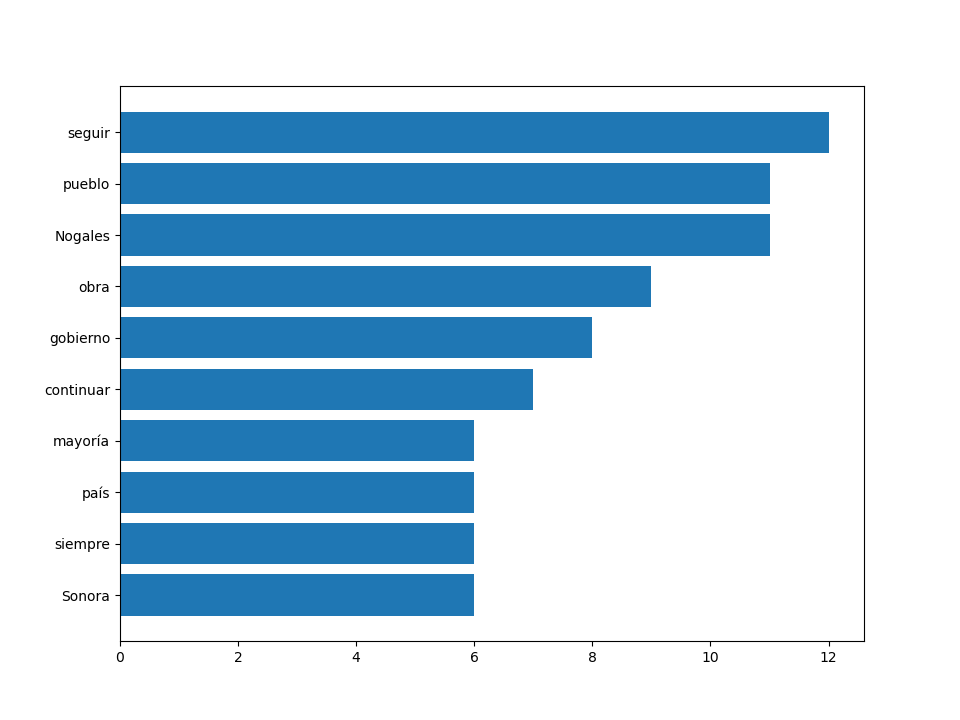 seguir
pueblo
Nogales
obra
gobierno
continuar
mayoría
país
siempre
Sonora
0 2 4 6 8 10 12